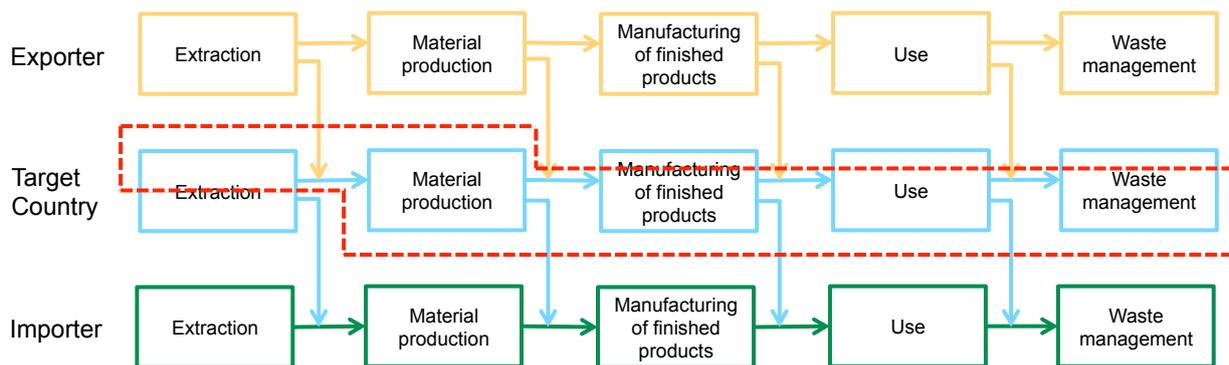 Exporter
Extraction
Material
production
Manufacturing
of finished
products
Use
Waste
management
Target
Country
Extraction
Material
production
Manufacturing
of finished
products
Use
Waste
management
Importer
Extraction
Material
production
Manufacturing
of finished
products
Use
Waste
management